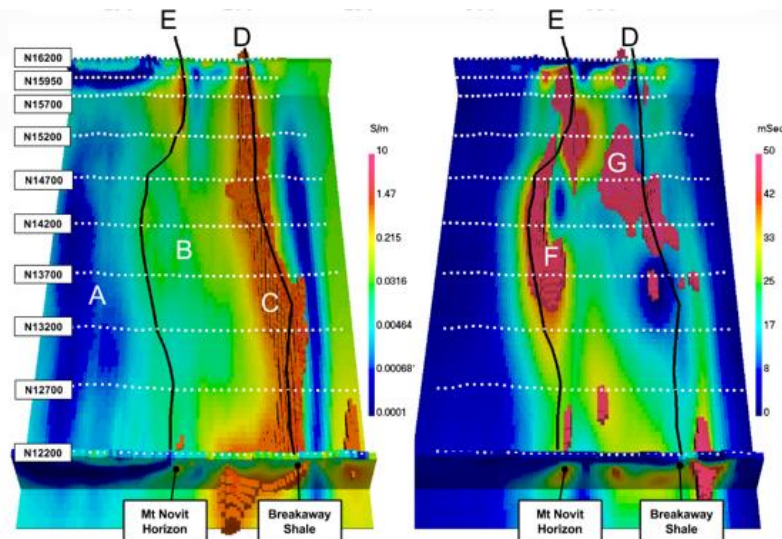 E
D
E
D
N16200
N15950
N15700
N15200
N14700
N14200
N13700
N13200
N12700
N12200
S/m
10
1.47
0.215
0.0316
0.00464
0.00068
0.0001
A
B
C
mSec
50
42
33
25
17
8
0
G
F
Mt Novit
Horizon
Breakaway
Shale
Mt Novit
Horizon
Breakaway
Shale